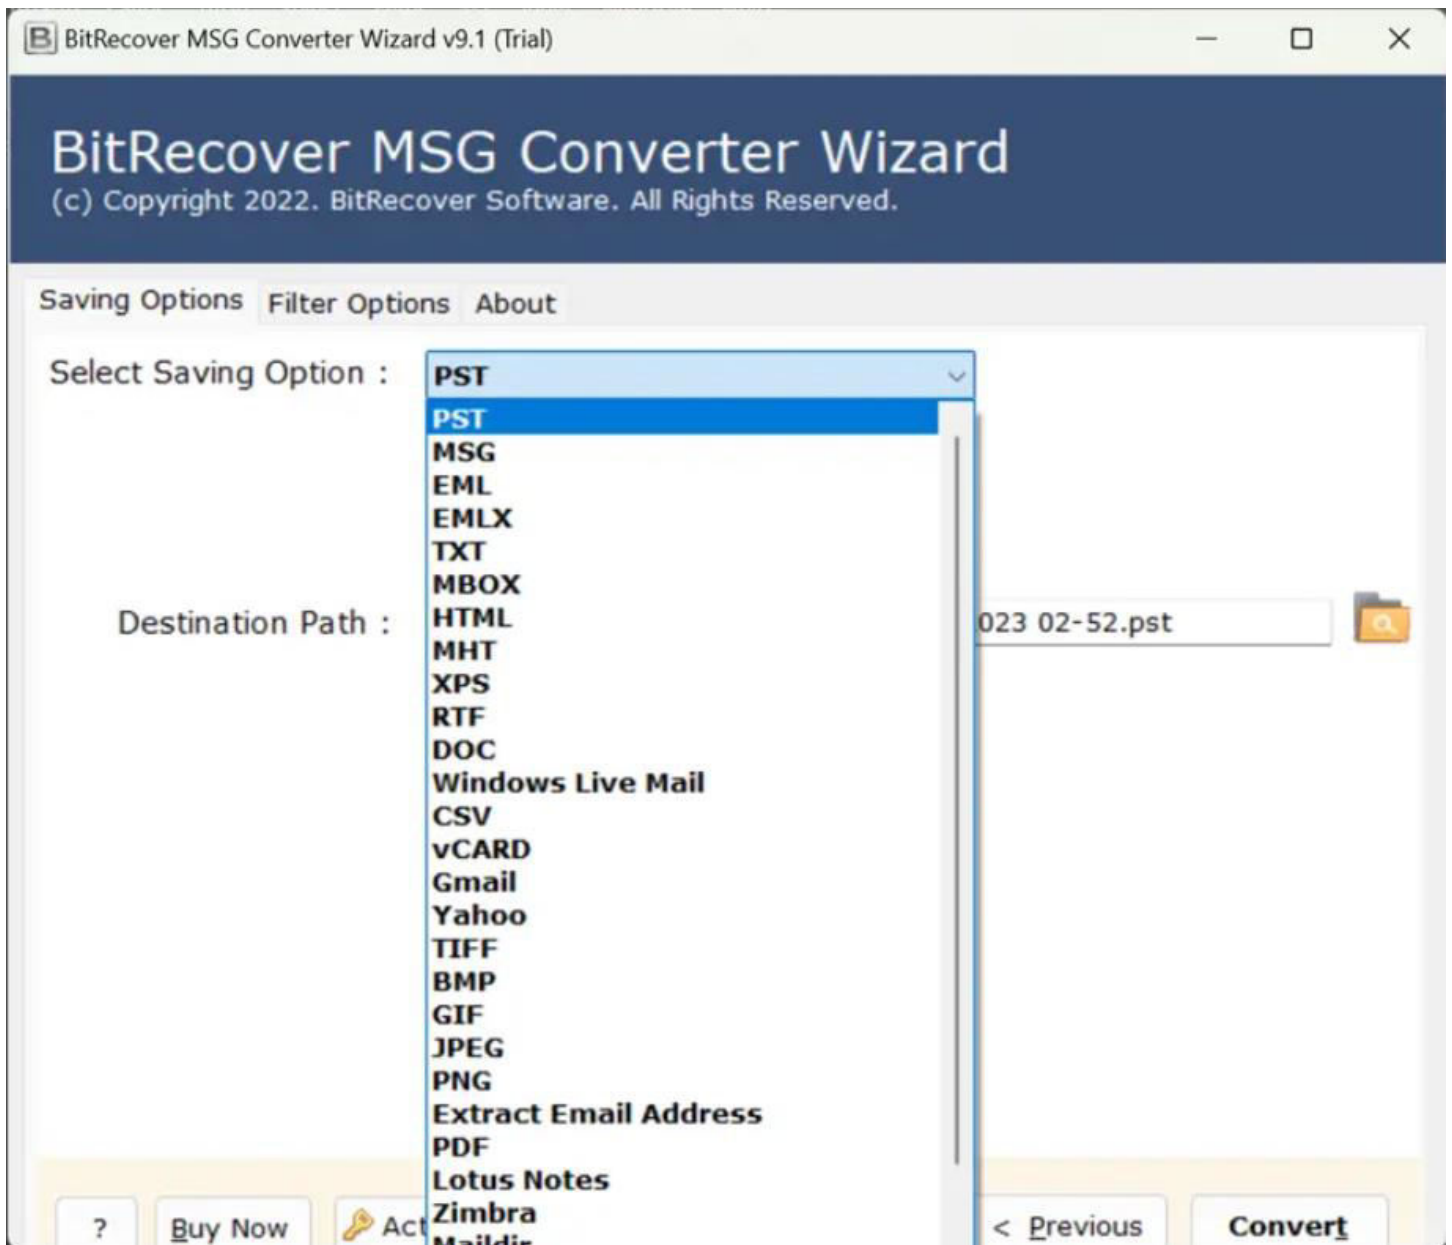 BitRecover MSG Converter Wizard v9.1 (Trial)
BitRecover MSG Converter Wizard
(c) Copyright 2022. BitRecover Software. All Rights Reserved.
Saving Options Filter Options About
Select Saving Option : PST
PST
MSG
EML
EMLX
TXT
MBOX
HTML
MHT
XPS
RTF
DOC
Windows Live Mail
CSV
vCARD
Gmail
Yahoo
TIFF
BMP
GIF
JPEG
PNG
Extract Email Address
PDF
Lotus Notes
Zimbra
Maildir
Destination Path : 023 02-52.pst
? Buy Now Act < Previous Convert